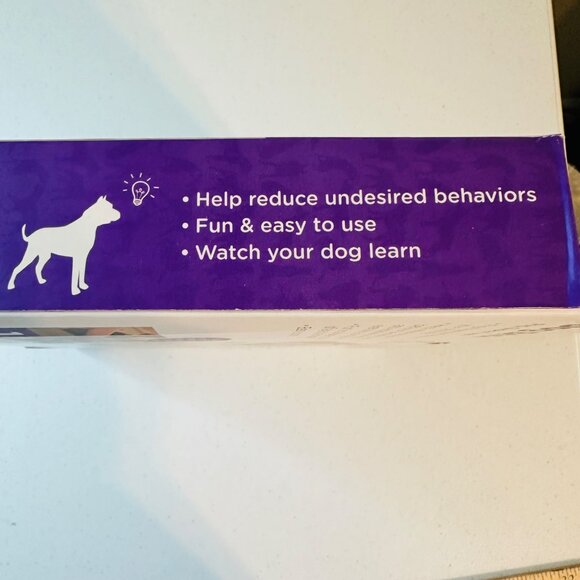 • Help reduce undesired behaviors
• Fun & easy to use
• Watch your dog learn